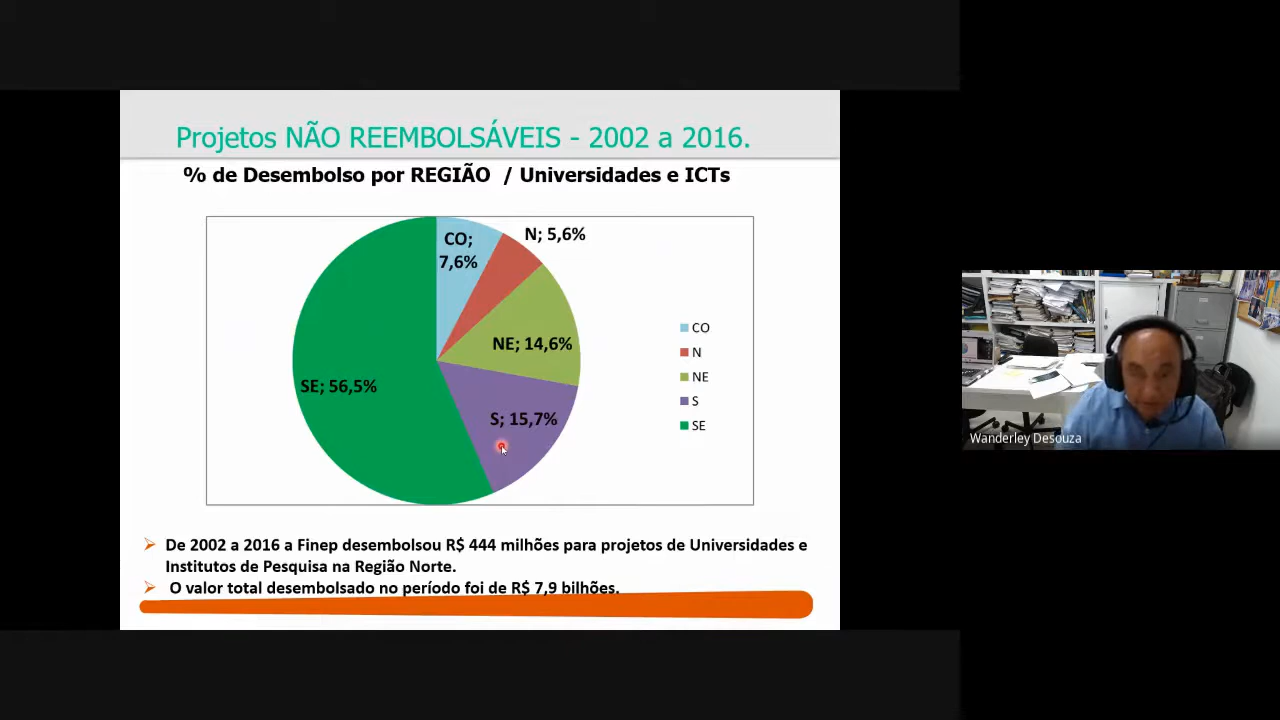 Projetos NÃO REEMBOLSÁVEIS - 2002 a 2016.
% de Desembolso por REGIÃO / Universidades e ICTs
CO;
7,6%
N; 5,6%
NE; 14,6%
SE; 56,5%
S; 15,7%
CO
N
NE
S
SE
➢ De 2002 a 2016 a Finep desembolsou R$ 444 milhões para projetos de Universidades e
Institutos de Pesquisa na Região Norte.
➢ O valor total desembolsado no período foi de R$ 7,9 bilhões.
Wanderley Desouza